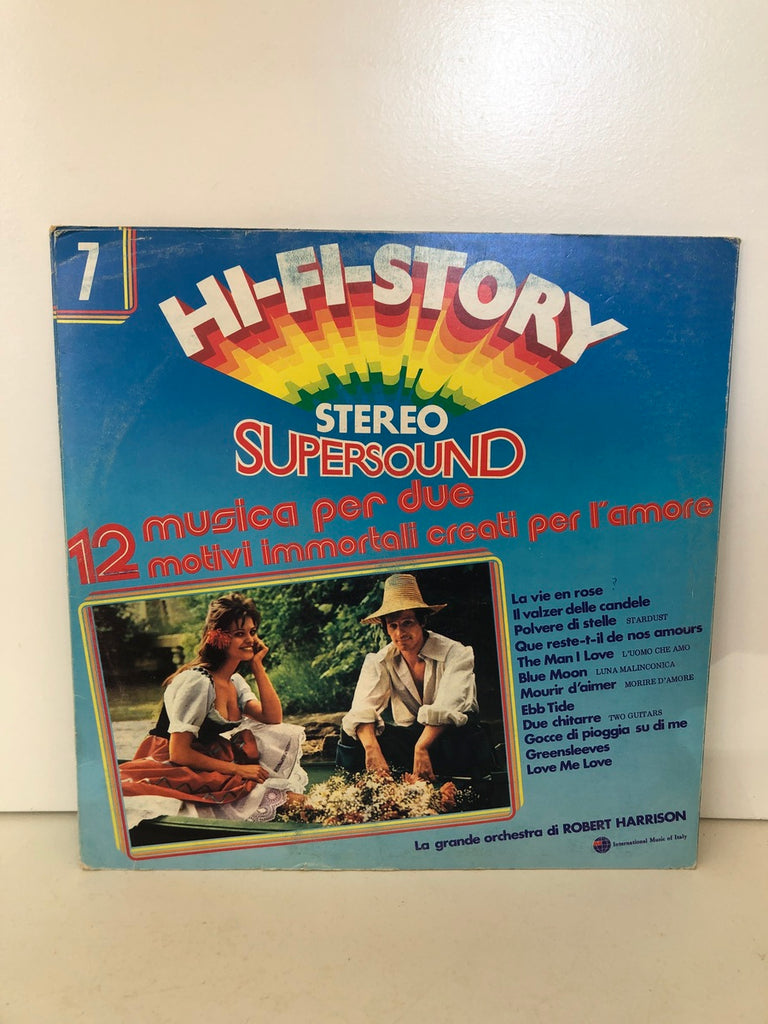 7
HI-FI-STORY
STEREO
SUPERSOUND
musica per due
12 motivi immortali creati per l'amore
La vie en rose
Il valzer delle candele
Polvere di stelle STARDUST
Que reste-t-il de nos amours
The Man I Love L'UOMO CHE AMO
Blue Moon LUNA MALINCONICA
Mourir d'aimer MORIRE D'AMORE
Ebb Tide
Due chitarre TWO GUITARS
Gocce di pioggia su di me
Greensleeves
Love Me Love
La grande orchestra di ROBERT HARRISON
International Music of Italy